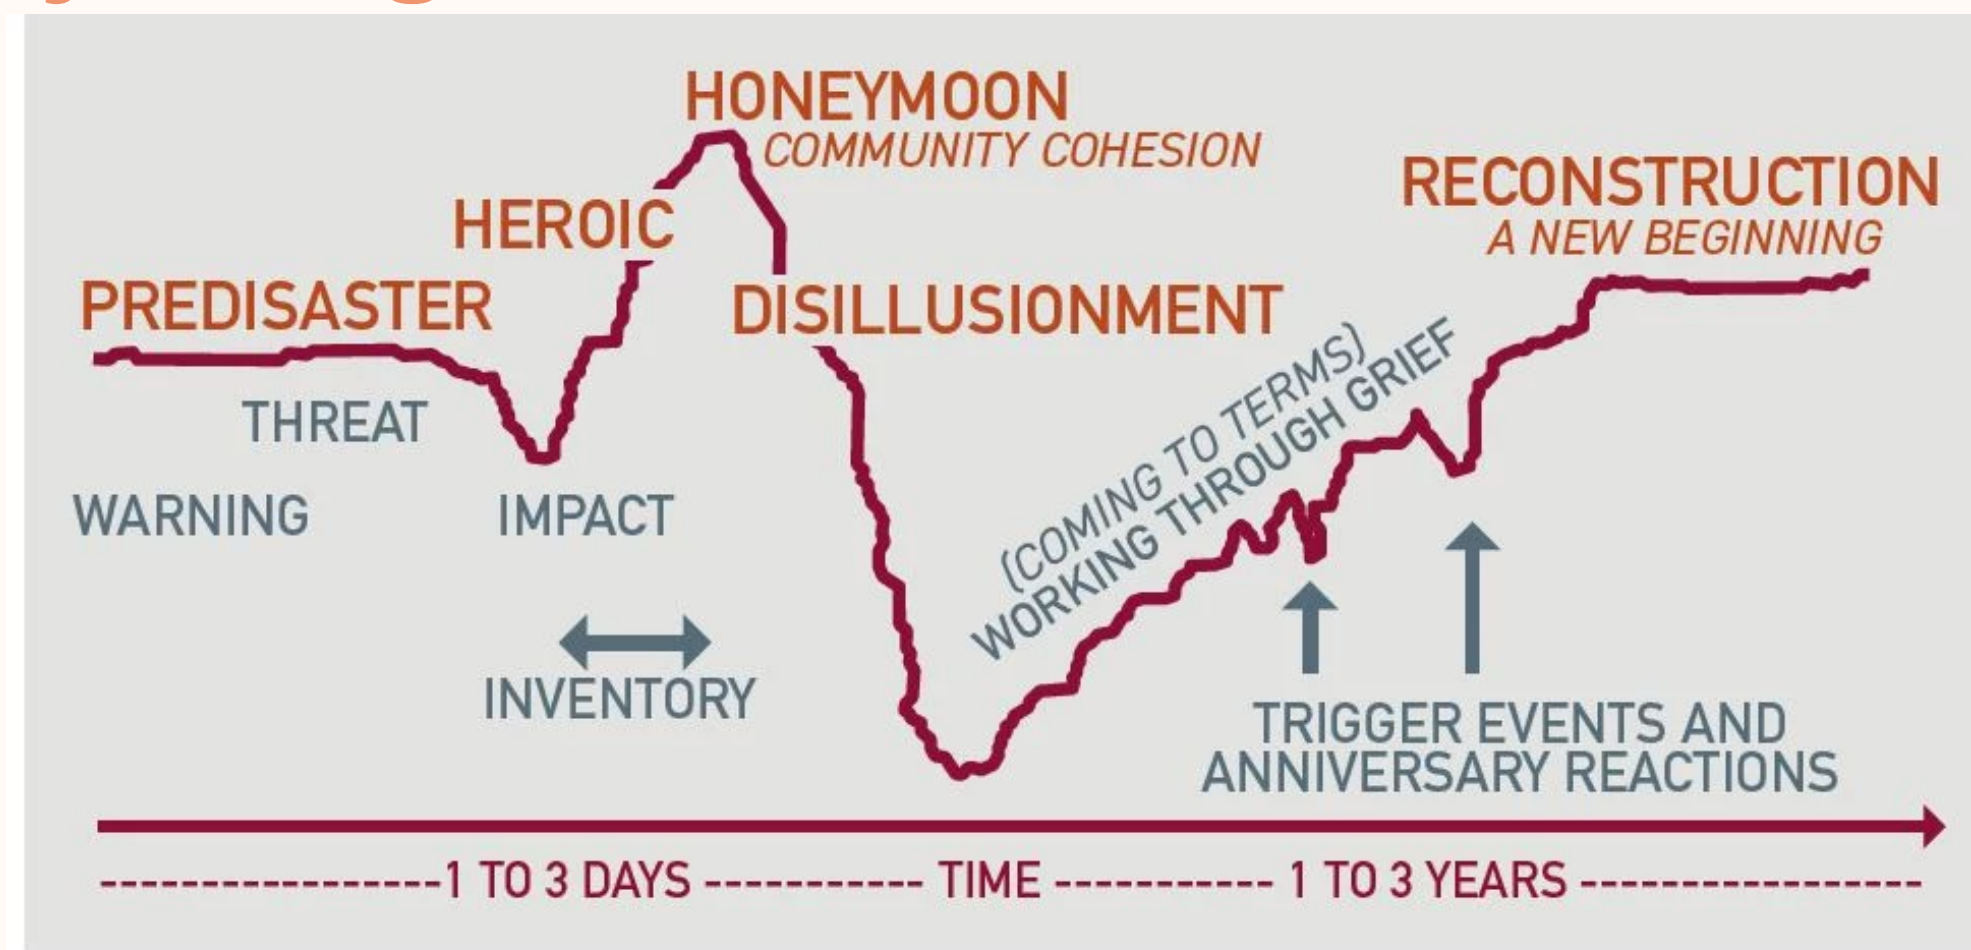 HONEYMOON
COMMUNITY COHESION
RECONSTRUCTION
A NEW BEGINNING
HEROIC
PREDISASTER
DISILLUSIONMENT
(COMING TO TERMS)
WORKING THROUGH GRIEF
THREAT
WARNING
IMPACT
INVENTORY
TRIGGER EVENTS AND
ANNIVERSARY REACTIONS
-----------------1 TO 3 DAYS ----------- TIME ----------- 1 TO 3 YEARS -----------------